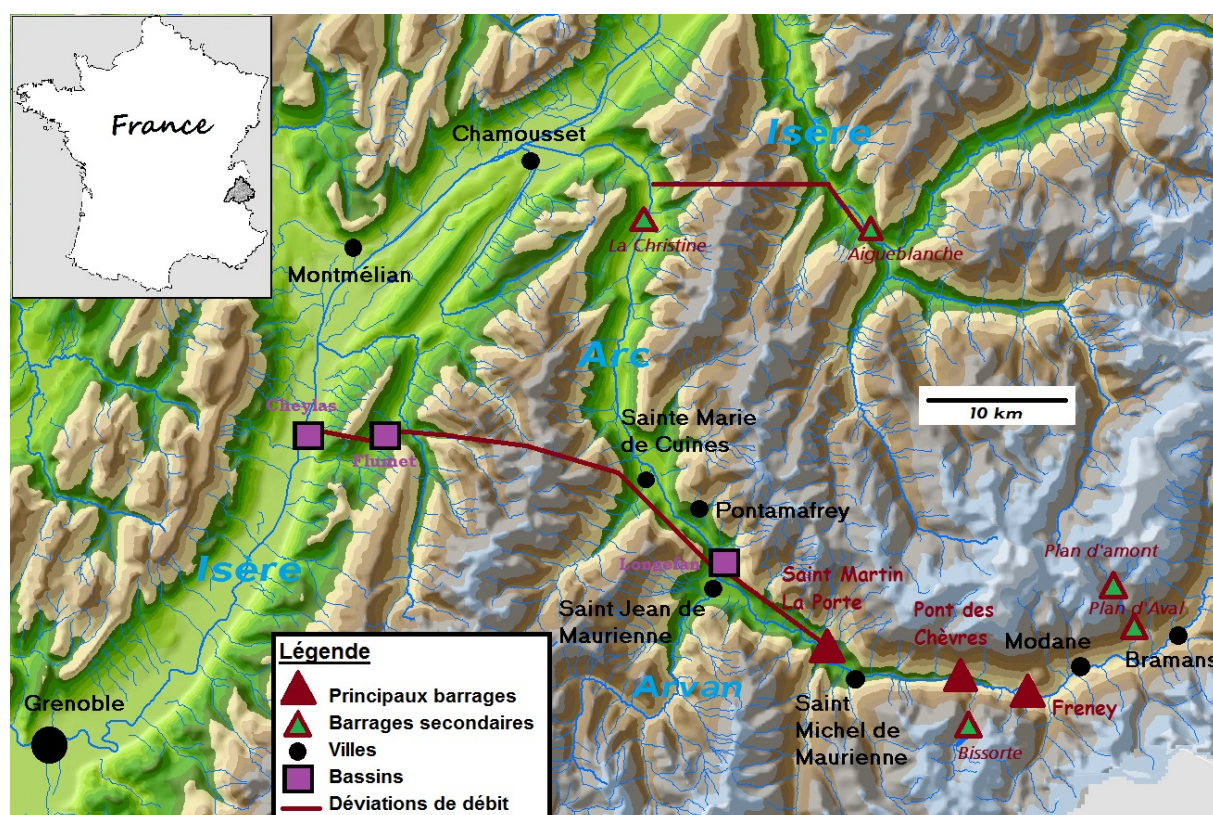 France
Chamousset
Isère
La Christine
Aigueblanche
Montmélian
Arc
10 km
Sainte Marie
de Cuines
Cheylas
Flumet
Pontamafrey
Isère
Longefan
Saint Jean de
Maurienne
Saint Martin
La Porte
Pont des
Chèvres
Plan d'amont
Plan d'Aval
Modane
Bramans
Arvan
Saint
Michel de
Maurienne
Freney
Bissorte
Grenoble
Légende
Principaux barrages
Barrages secondaires
Villes
Bassins
Déviations de débit